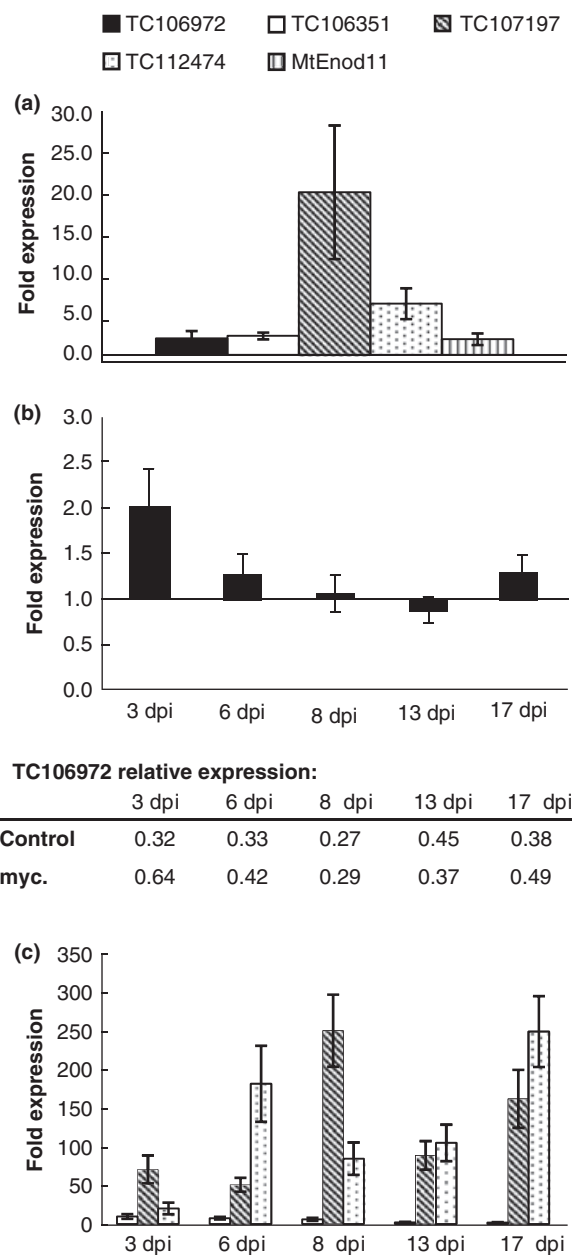 TC106972 TC106351 TC107197
TC112474 MtEnod11
(a)
Fold expression
30.0
25.0
20.0
15.0
10.0
5.0
0.0
(b)
Fold expression
3.0
2.5
2.0
1.5
1.0
0.5
0.0
3 dpi 6 dpi 8 dpi 13 dpi 17 dpi
TC106972 relative expression:
3 dpi 6 dpi 8 dpi 13 dpi 17 dpi
Control 0.32 0.33 0.27 0.45 0.38
myc. 0.64 0.42 0.29 0.37 0.49
(c)
Fold expression
350
300
250
200
150
100
50
0
3 dpi 6 dpi 8 dpi 13 dpi 17 dpi